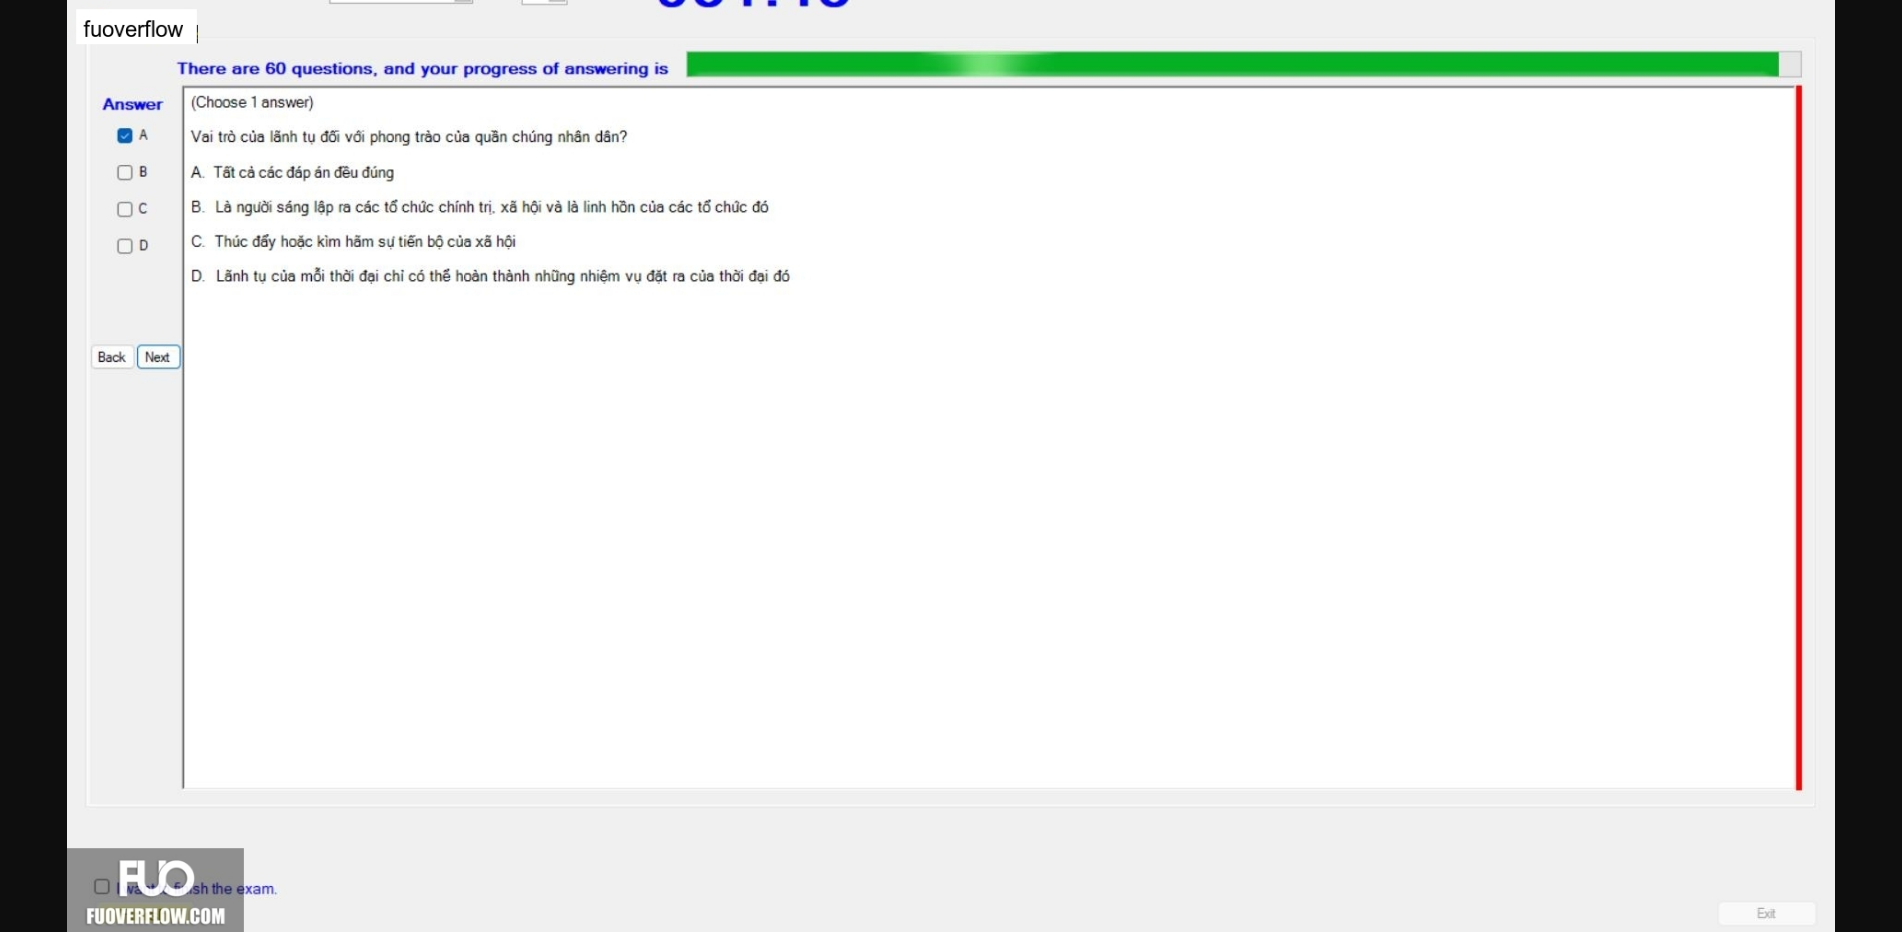 fuoverflow
There are 60 questions, and your progress of answering is
Answer
A
B
C
D
Back Next
(Choose 1 answer)
Vai trò của lãnh tụ đối với phong trào của quần chúng nhân dân?
A. Tất cả các đáp án đều đúng
B. Là người sáng lập ra các tổ chức chính trị, xã hội và là linh hồn của các tổ chức đó
C. Thúc đẩy hoặc kìm hãm sự tiến bộ của xã hội
D. Lãnh tụ của mỗi thời đại chỉ có thể hoàn thành những nhiệm vụ đặt ra của thời đại đó
FUO
the exam.
FUOVERFLOW.COM
Exit